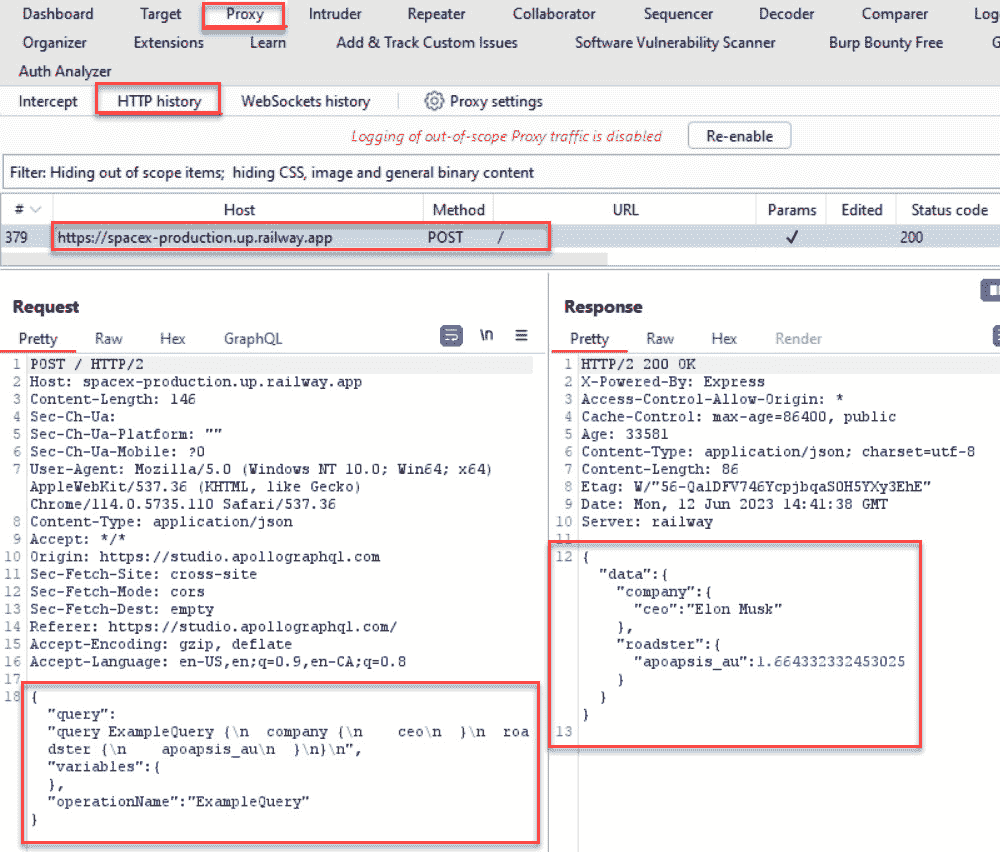 Dashboard Target Proxy Intruder Repeater Collaborator Sequencer Decoder Comparer
Organizer Extensions Learn Add & Track Custom Issues Software Vulnerability Scanner Burp Bounty Free
Auth Analyzer
Intercept HTTP history WebSockets history Proxy settings
Logging of out-of-scope Proxy traffic is disabled Re-enable
Filter: Hiding out of scope items; hiding CSS, image and general binary content
# Host Method URL Params Edited Status code
379 https://spacex-production.up.railway.app POST / ✓ 200
Request
Pretty Raw Hex GraphQL \n
1 POST / HTTP/2
2 Host: spacex-production.up.railway.app
3 Content-Length: 146
4 Sec-Ch-Ua:
5 Sec-Ch-Ua-Platform: ""
6 Sec-Ch-Ua-Mobile: ?0
7 User-Agent: Mozilla/5.0 (Windows NT 10.0; Win64; x64)
AppleWebKit/537.36 (KHTML, like Gecko)
Chrome/114.0.5735.110 Safari/537.36
8 Content-Type: application/json
9 Accept: */*
10 Origin: https://studio.apollographql.com
11 Sec-Fetch-Site: cross-site
12 Sec-Fetch-Mode: cors
13 Sec-Fetch-Dest: empty
14 Referer: https://studio.apollographql.com/
15 Accept-Encoding: gzip, deflate
16 Accept-Language: en-US,en;q=0.9,en-CA;q=0.8
17
18 {
"query":
"query ExampleQuery {\n company {\n ceo\n }\n roa
dster {\n apoapsis_au\n }\n}\n",
"variables":{
},
"operationName":"ExampleQuery"
}
Response
Pretty Raw Hex Render
1 HTTP/2 200 OK
2 X-Powered-By: Express
3 Access-Control-Allow-Origin: *
4 Cache-Control: max-age=86400, public
5 Age: 33581
6 Content-Type: application/json; charset=utf-8
7 Content-Length: 86
8 Etag: W/"56-QalDFV746YcpjbqaSOH5YXy3EhE"
9 Date: Mon, 12 Jun 2023 14:41:38 GMT
10 Server: railway
11
12 {
"data":{
"company":{
"ceo":"Elon Musk"
},
"roadster":{
"apoapsis_au":1.664332332453025
}
}
}
13